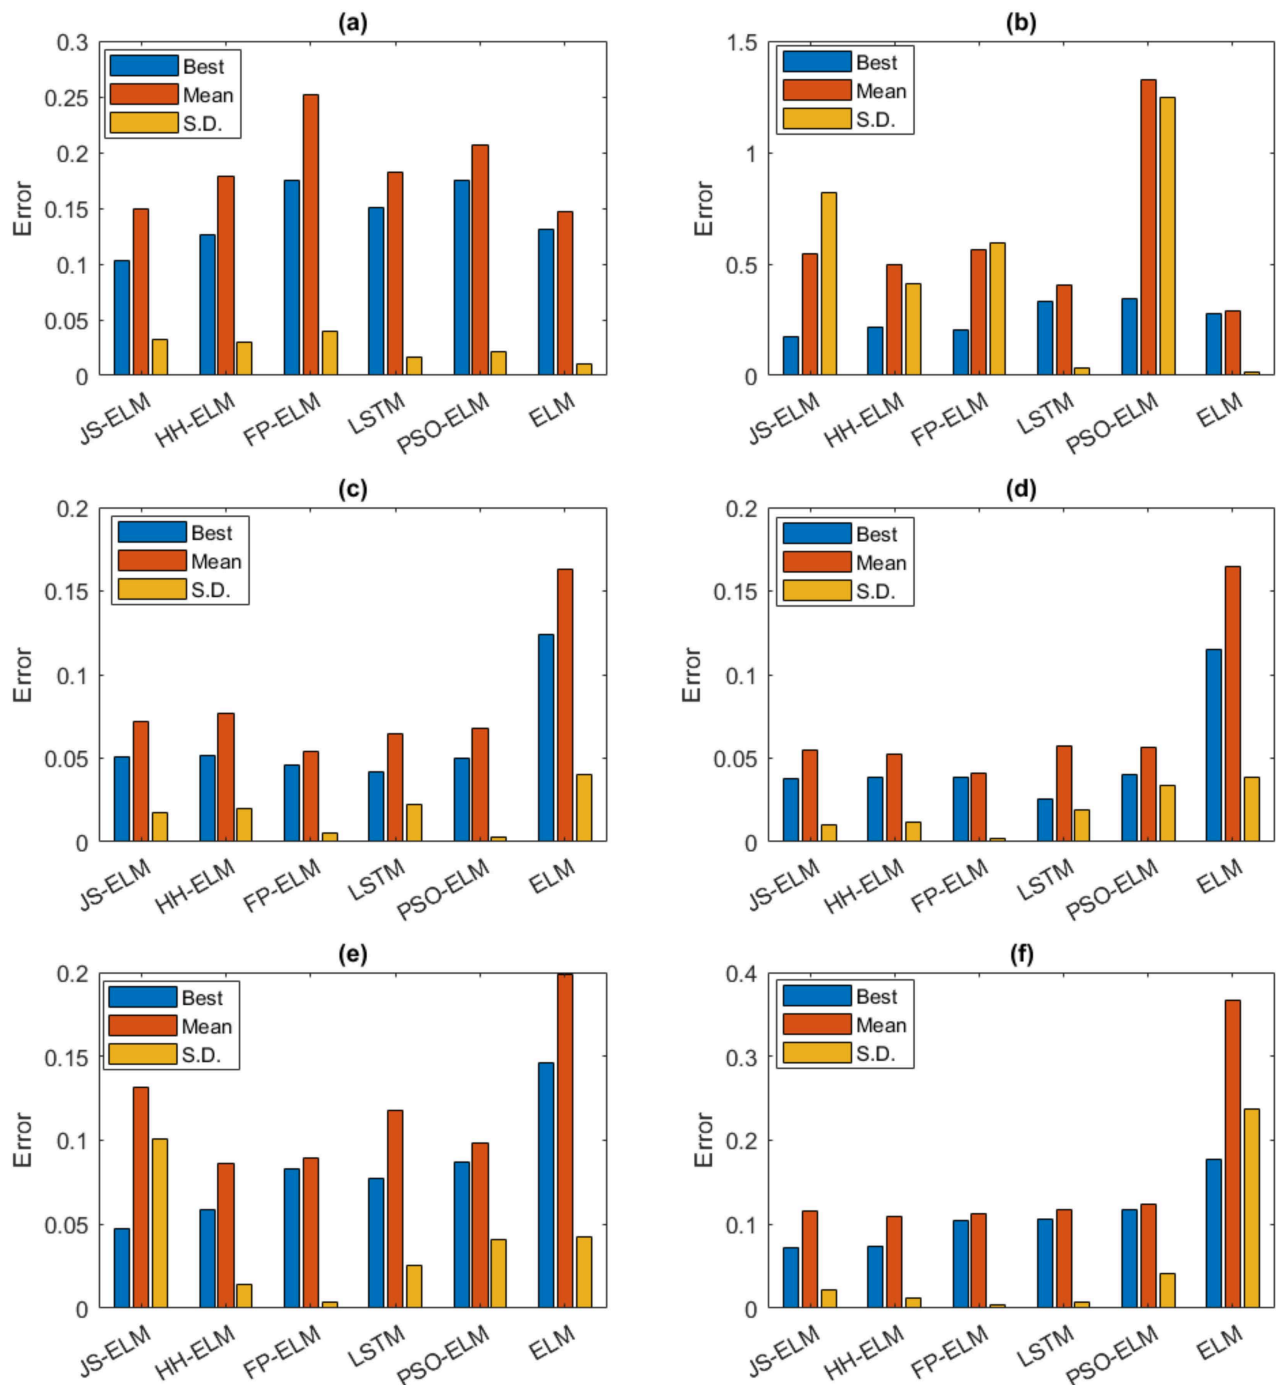 (a)
0.3
0.25
0.2
0.15
0.1
0.05
0
Error
Best
Mean
S.D.
JS-ELM
HH-ELM
FP-ELM
LSTM
PSO-ELM
ELM
(b)
1.5
1
0.5
0
Error
Best
Mean
S.D.
JS-ELM
HH-ELM
FP-ELM
LSTM
PSO-ELM
ELM
(c)
0.2
0.15
0.1
0.05
0
Error
Best
Mean
S.D.
JS-ELM
HH-ELM
FP-ELM
LSTM
PSO-ELM
ELM
(d)
0.2
0.15
0.1
0.05
0
Error
Best
Mean
S.D.
JS-ELM
HH-ELM
FP-ELM
LSTM
PSO-ELM
ELM
(e)
0.2
0.15
0.1
0.05
0
Error
Best
Mean
S.D.
JS-ELM
HH-ELM
FP-ELM
LSTM
PSO-ELM
ELM
(f)
0.4
0.3
0.2
0.1
0
Error
Best
Mean
S.D.
JS-ELM
HH-ELM
FP-ELM
LSTM
PSO-ELM
ELM